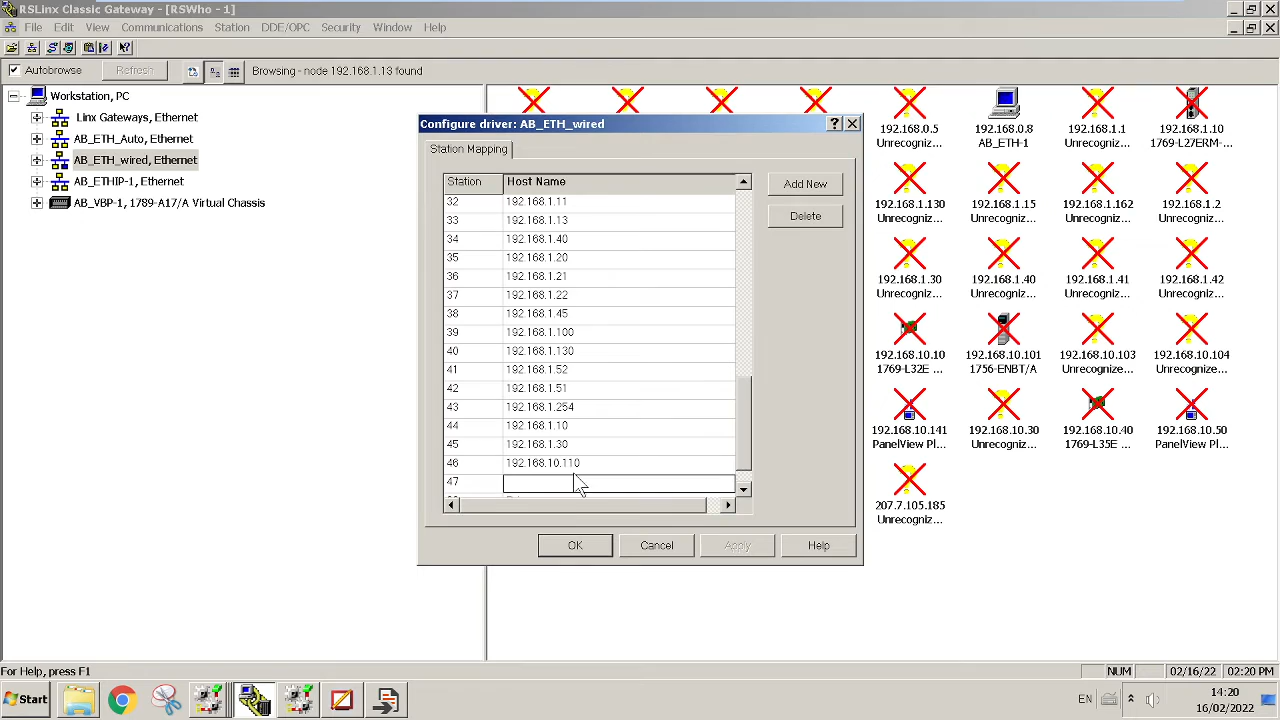 RSLinx Classic Gateway - [RSWho - 1]
File Edit View Communications Station DDE/OPC Security Window Help
Autobrowse Refresh Browsing - node 192.168.1.13 found
Workstation, PC
Linx Gateways, Ethernet
AB_ETH_Auto, Ethernet
AB_ETH_wired, Ethernet
AB_ETHIP-1, Ethernet
AB_VBP-1, 1789-A17/A Virtual Chassis
Configure driver: AB_ETH_wired
Station Mapping
Station Host Name
32 192.168.1.11
33 192.168.1.13
34 192.168.1.40
35 192.168.1.20
36 192.168.1.21
37 192.168.1.22
38 192.168.1.45
39 192.168.1.100
40 192.168.1.130
41 192.168.1.52
42 192.168.1.51
43 192.168.1.254
44 192.168.1.10
45 192.168.1.30
46 192.168.10.110
47
Add New
Delete
OK Cancel Apply Help
192.168.0.5 192.168.0.8 192.168.1.1 192.168.1.10
Unrecogniz... AB_ETH-1 Unrecogniz... 1769-L27ERM-...
192.168.1.130 192.168.1.15 192.168.1.162 192.168.1.2
Unrecogniz... Unrecogniz... Unrecogniz... Unrecogniz...
192.168.1.30 192.168.1.40 192.168.1.41 192.168.1.42
Unrecogniz... Unrecogniz... Unrecogniz... Unrecogniz...
192.168.10.10 192.168.10.101 192.168.10.103 192.168.10.104
1769-L32E ... 1756-ENBT/A Unrecognize... Unrecogniz...
192.168.10.141 192.168.10.30 192.168.10.40 192.168.10.50
PanelView Pl... Unrecogniz... 1769-L35E ... PanelView Pl...
207.7.105.185
Unrecogniz...
For Help, press F1 NUM 02/16/22 02:20 PM
Start EN 14:20
16/02/2022